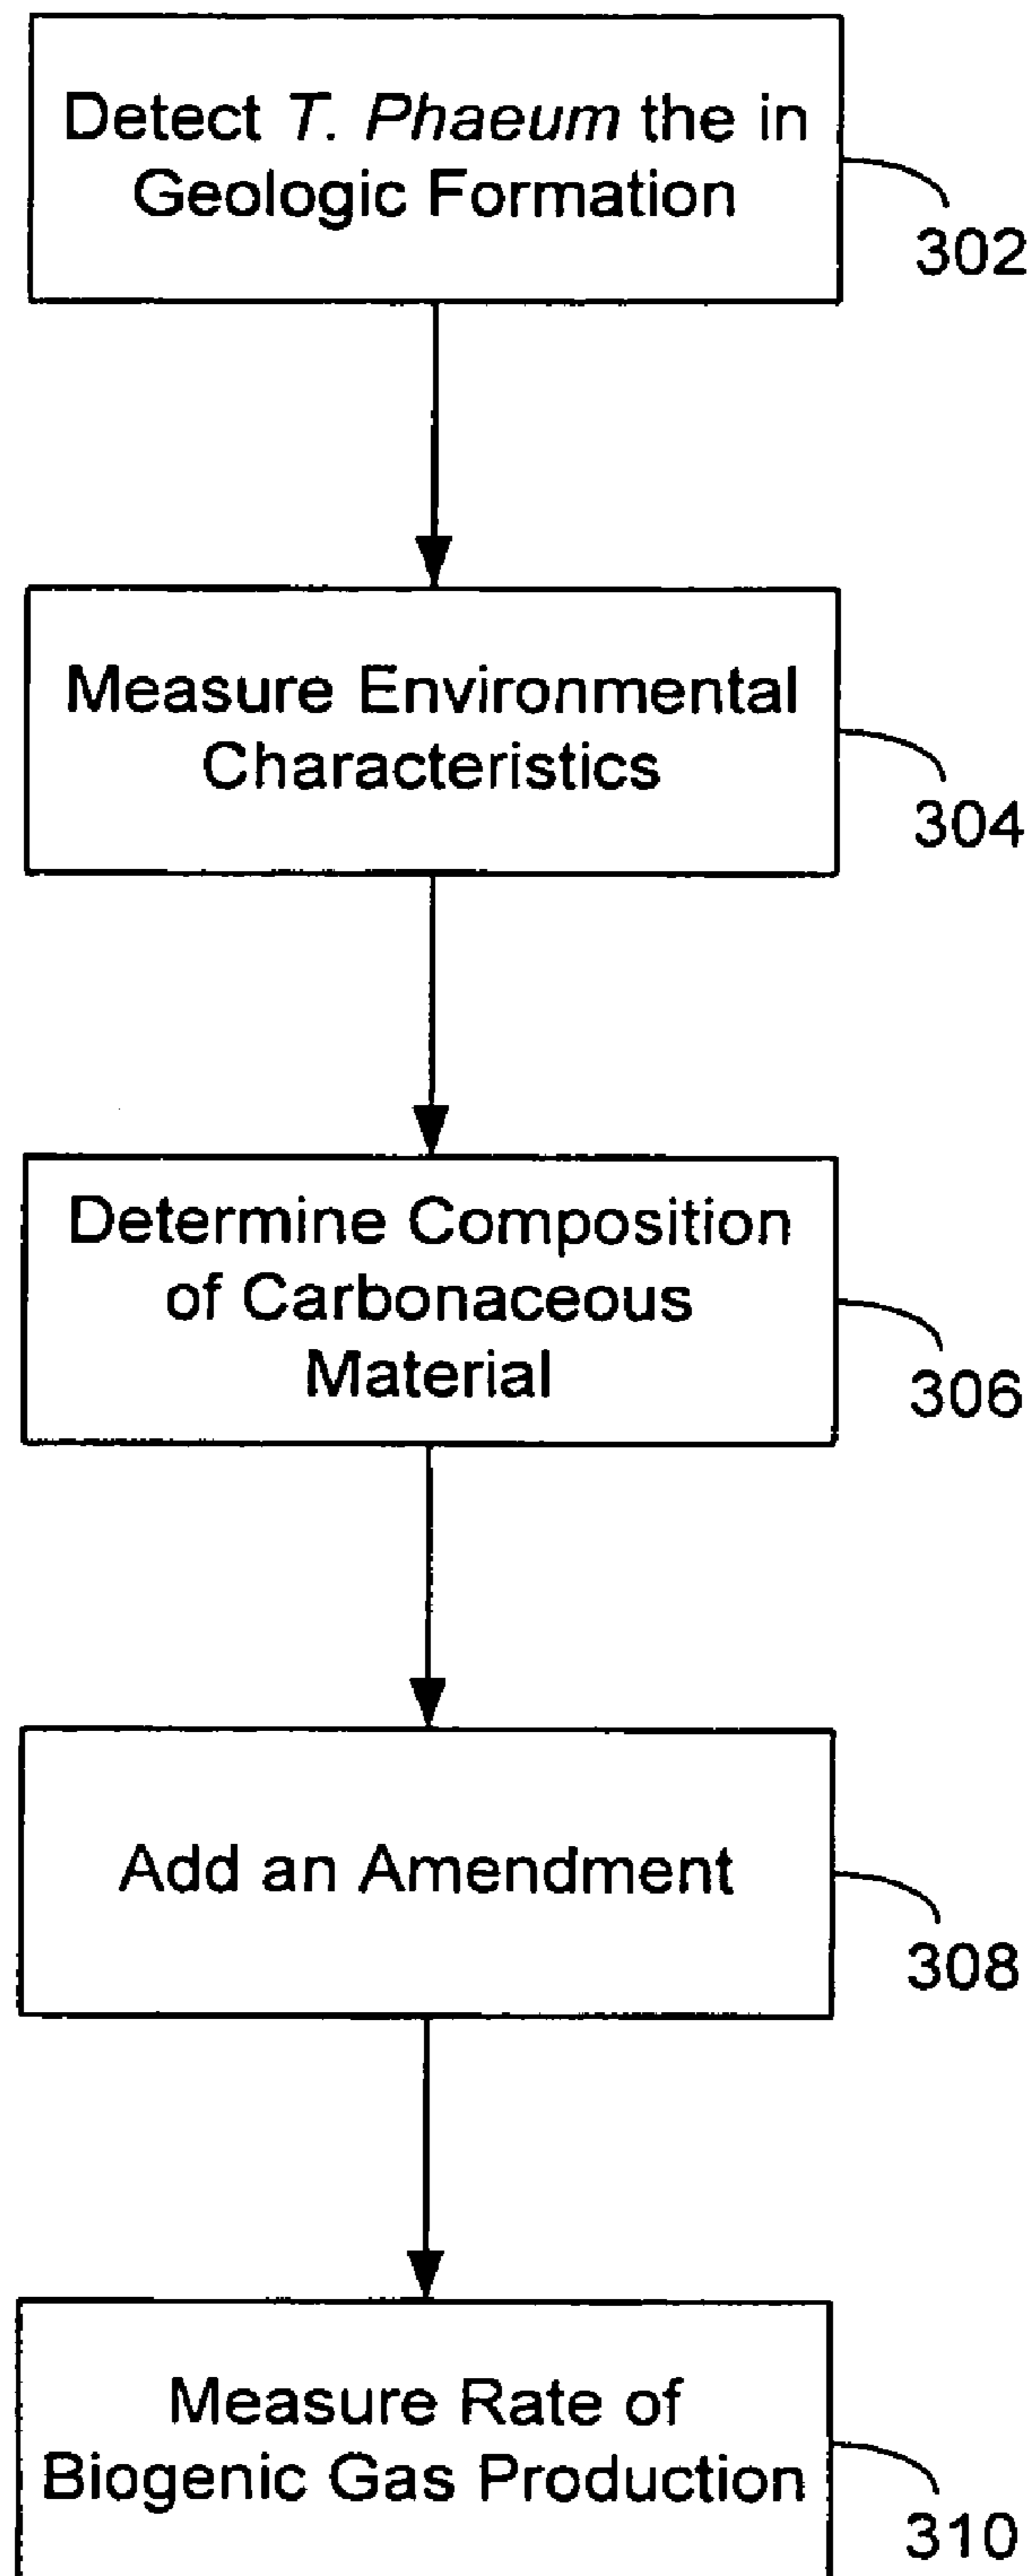 Detect T. Phaeum the in
Geologic Formation
302
Measure Environmental
Characteristics
304
Determine Composition
of Carbonaceous
Material
306
Add an Amendment
308
Measure Rate of
Biogenic Gas Production
310